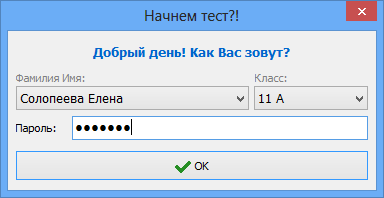 Начнем тест?!
Добрый день! Как Вас зовут?
Фамилия Имя: Класс:
Солопеева Елена 11 А
Пароль: ●●●●●●●
OK